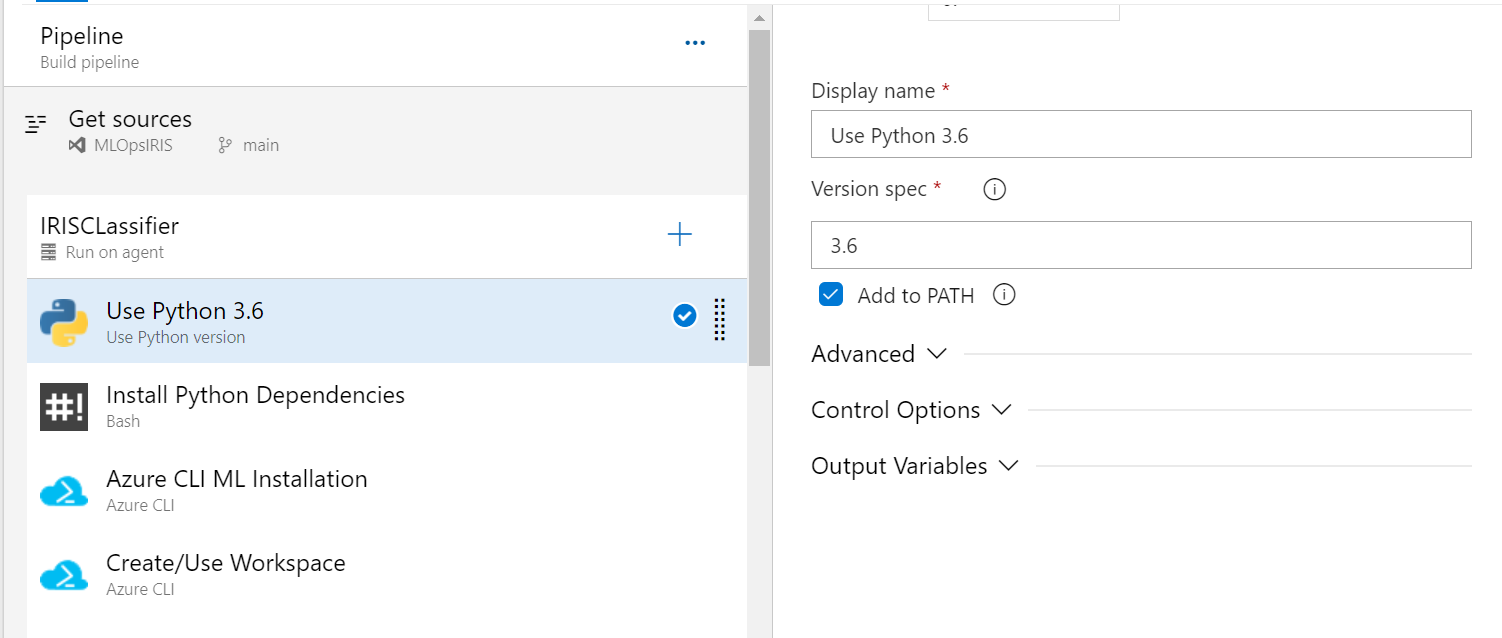 Pipeline
Build pipeline
Get sources
MLOpsIRIS main
IRISCLassifier
Run on agent
Use Python 3.6
Use Python version
Install Python Dependencies
Bash
Azure CLI ML Installation
Azure CLI
Create/Use Workspace
Azure CLI
Display name *
Use Python 3.6
Version spec *
3.6
Add to PATH
Advanced
Control Options
Output Variables